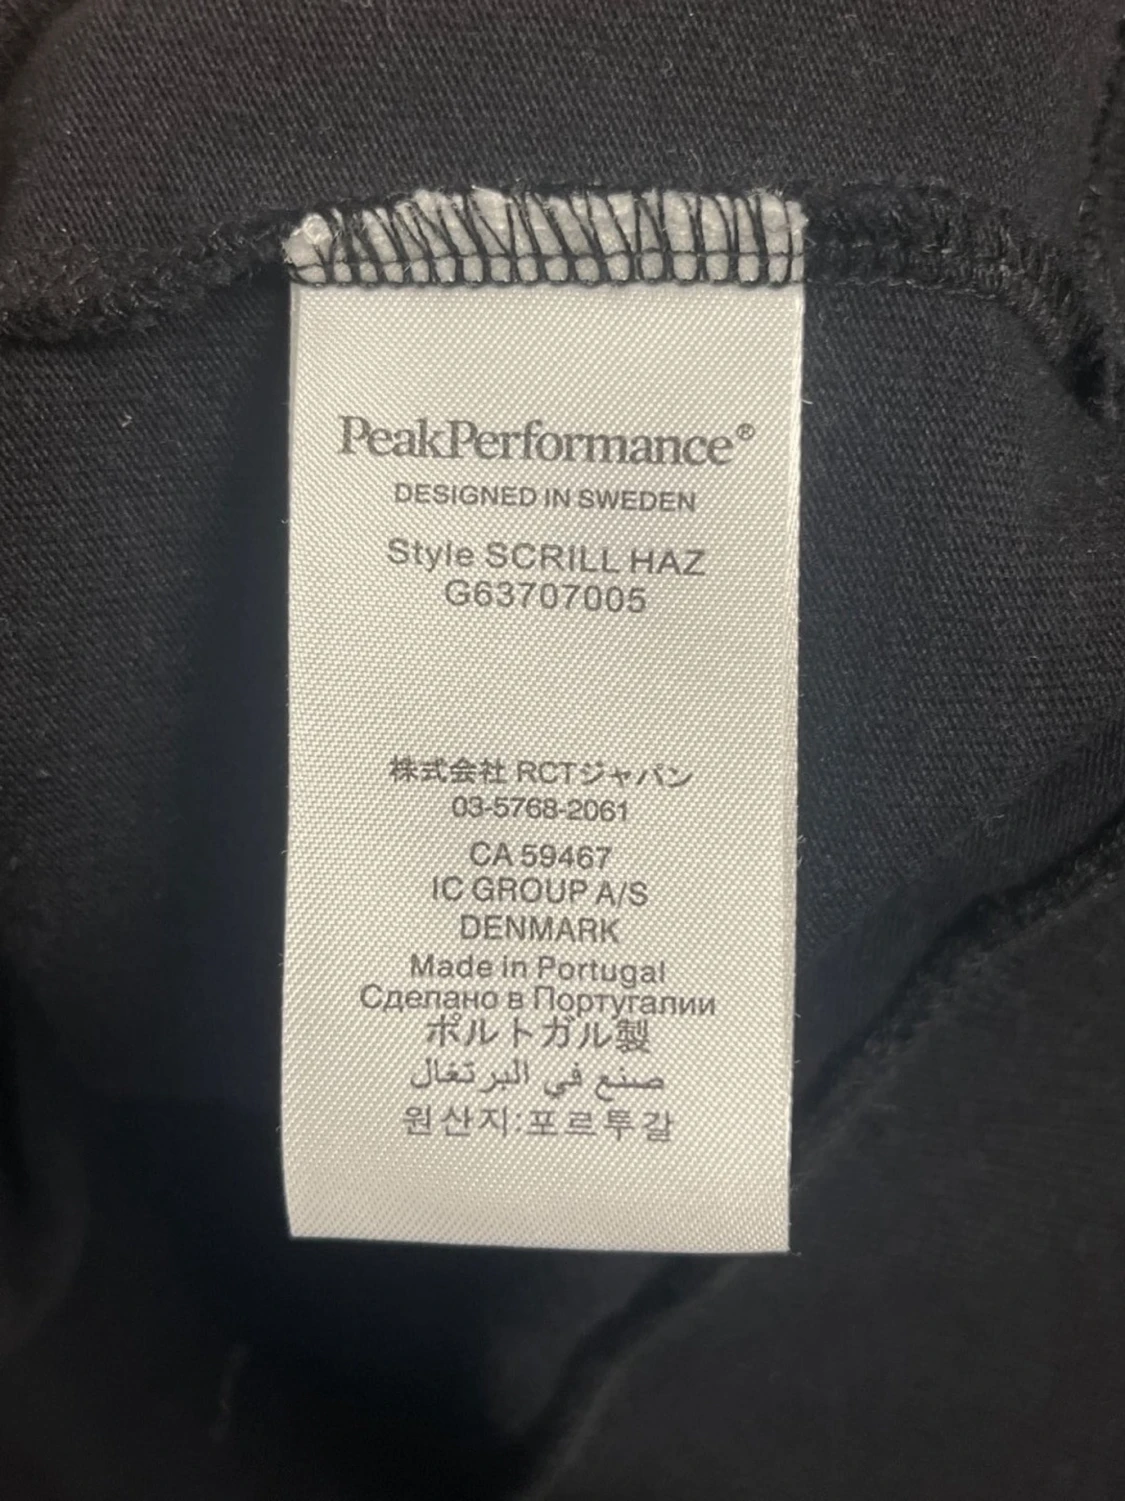 PeakPerformance®
DESIGNED IN SWEDEN
Style SCRILL HAZ
G63707005
株式会社 RCTジャパン
03-5768-2061
CA 59467
IC GROUP A/S
DENMARK
Made in Portugal
Сделано в Португалии
ポルトガル製
صنع في البرتغال
원산지:포르투갈